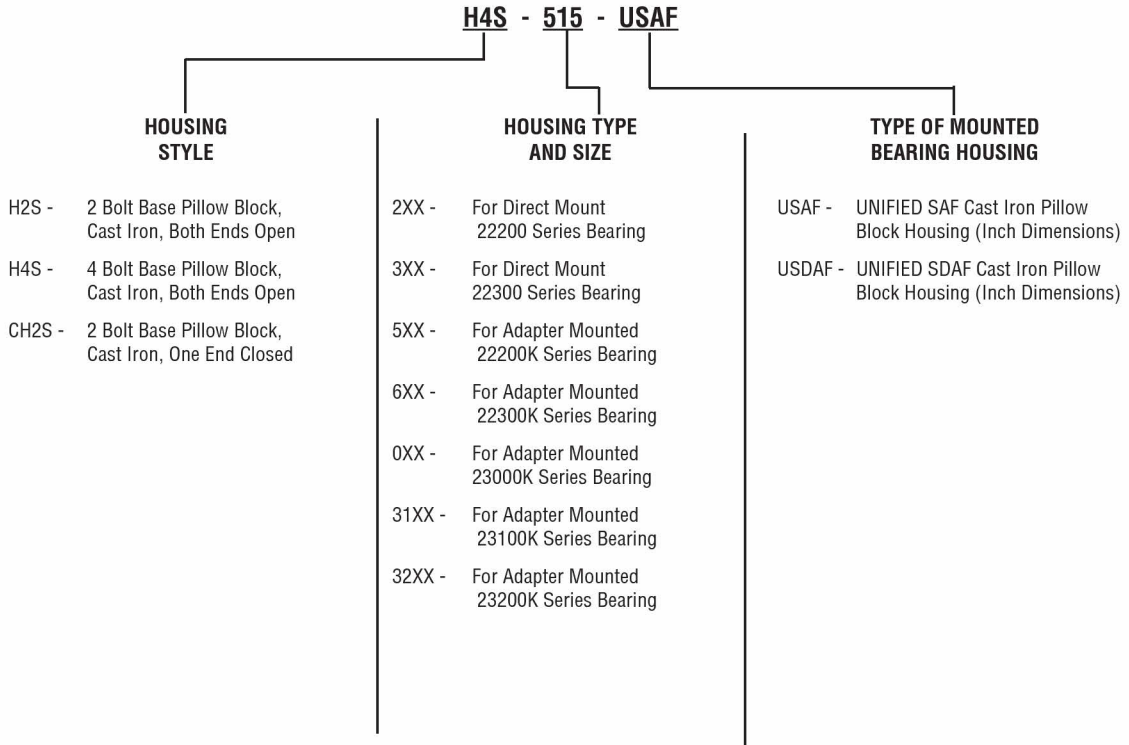 H4S - 515 - USAF
HOUSING
STYLE
H2S - 2 Bolt Base Pillow Block,
Cast Iron, Both Ends Open
H4S - 4 Bolt Base Pillow Block,
Cast Iron, Both Ends Open
CH2S - 2 Bolt Base Pillow Block,
Cast Iron, One End Closed
HOUSING TYPE
AND SIZE
2XX - For Direct Mount
22200 Series Bearing
3XX - For Direct Mount
22300 Series Bearing
5XX - For Adapter Mounted
22200K Series Bearing
6XX - For Adapter Mounted
22300K Series Bearing
0XX - For Adapter Mounted
23000K Series Bearing
31XX - For Adapter Mounted
23100K Series Bearing
32XX - For Adapter Mounted
23200K Series Bearing
TYPE OF MOUNTED
BEARING HOUSING
USAF - UNIFIED SAF Cast Iron Pillow
Block Housing (Inch Dimensions)
USDAF - UNIFIED SDAF Cast Iron Pillow
Block Housing (Inch Dimensions)